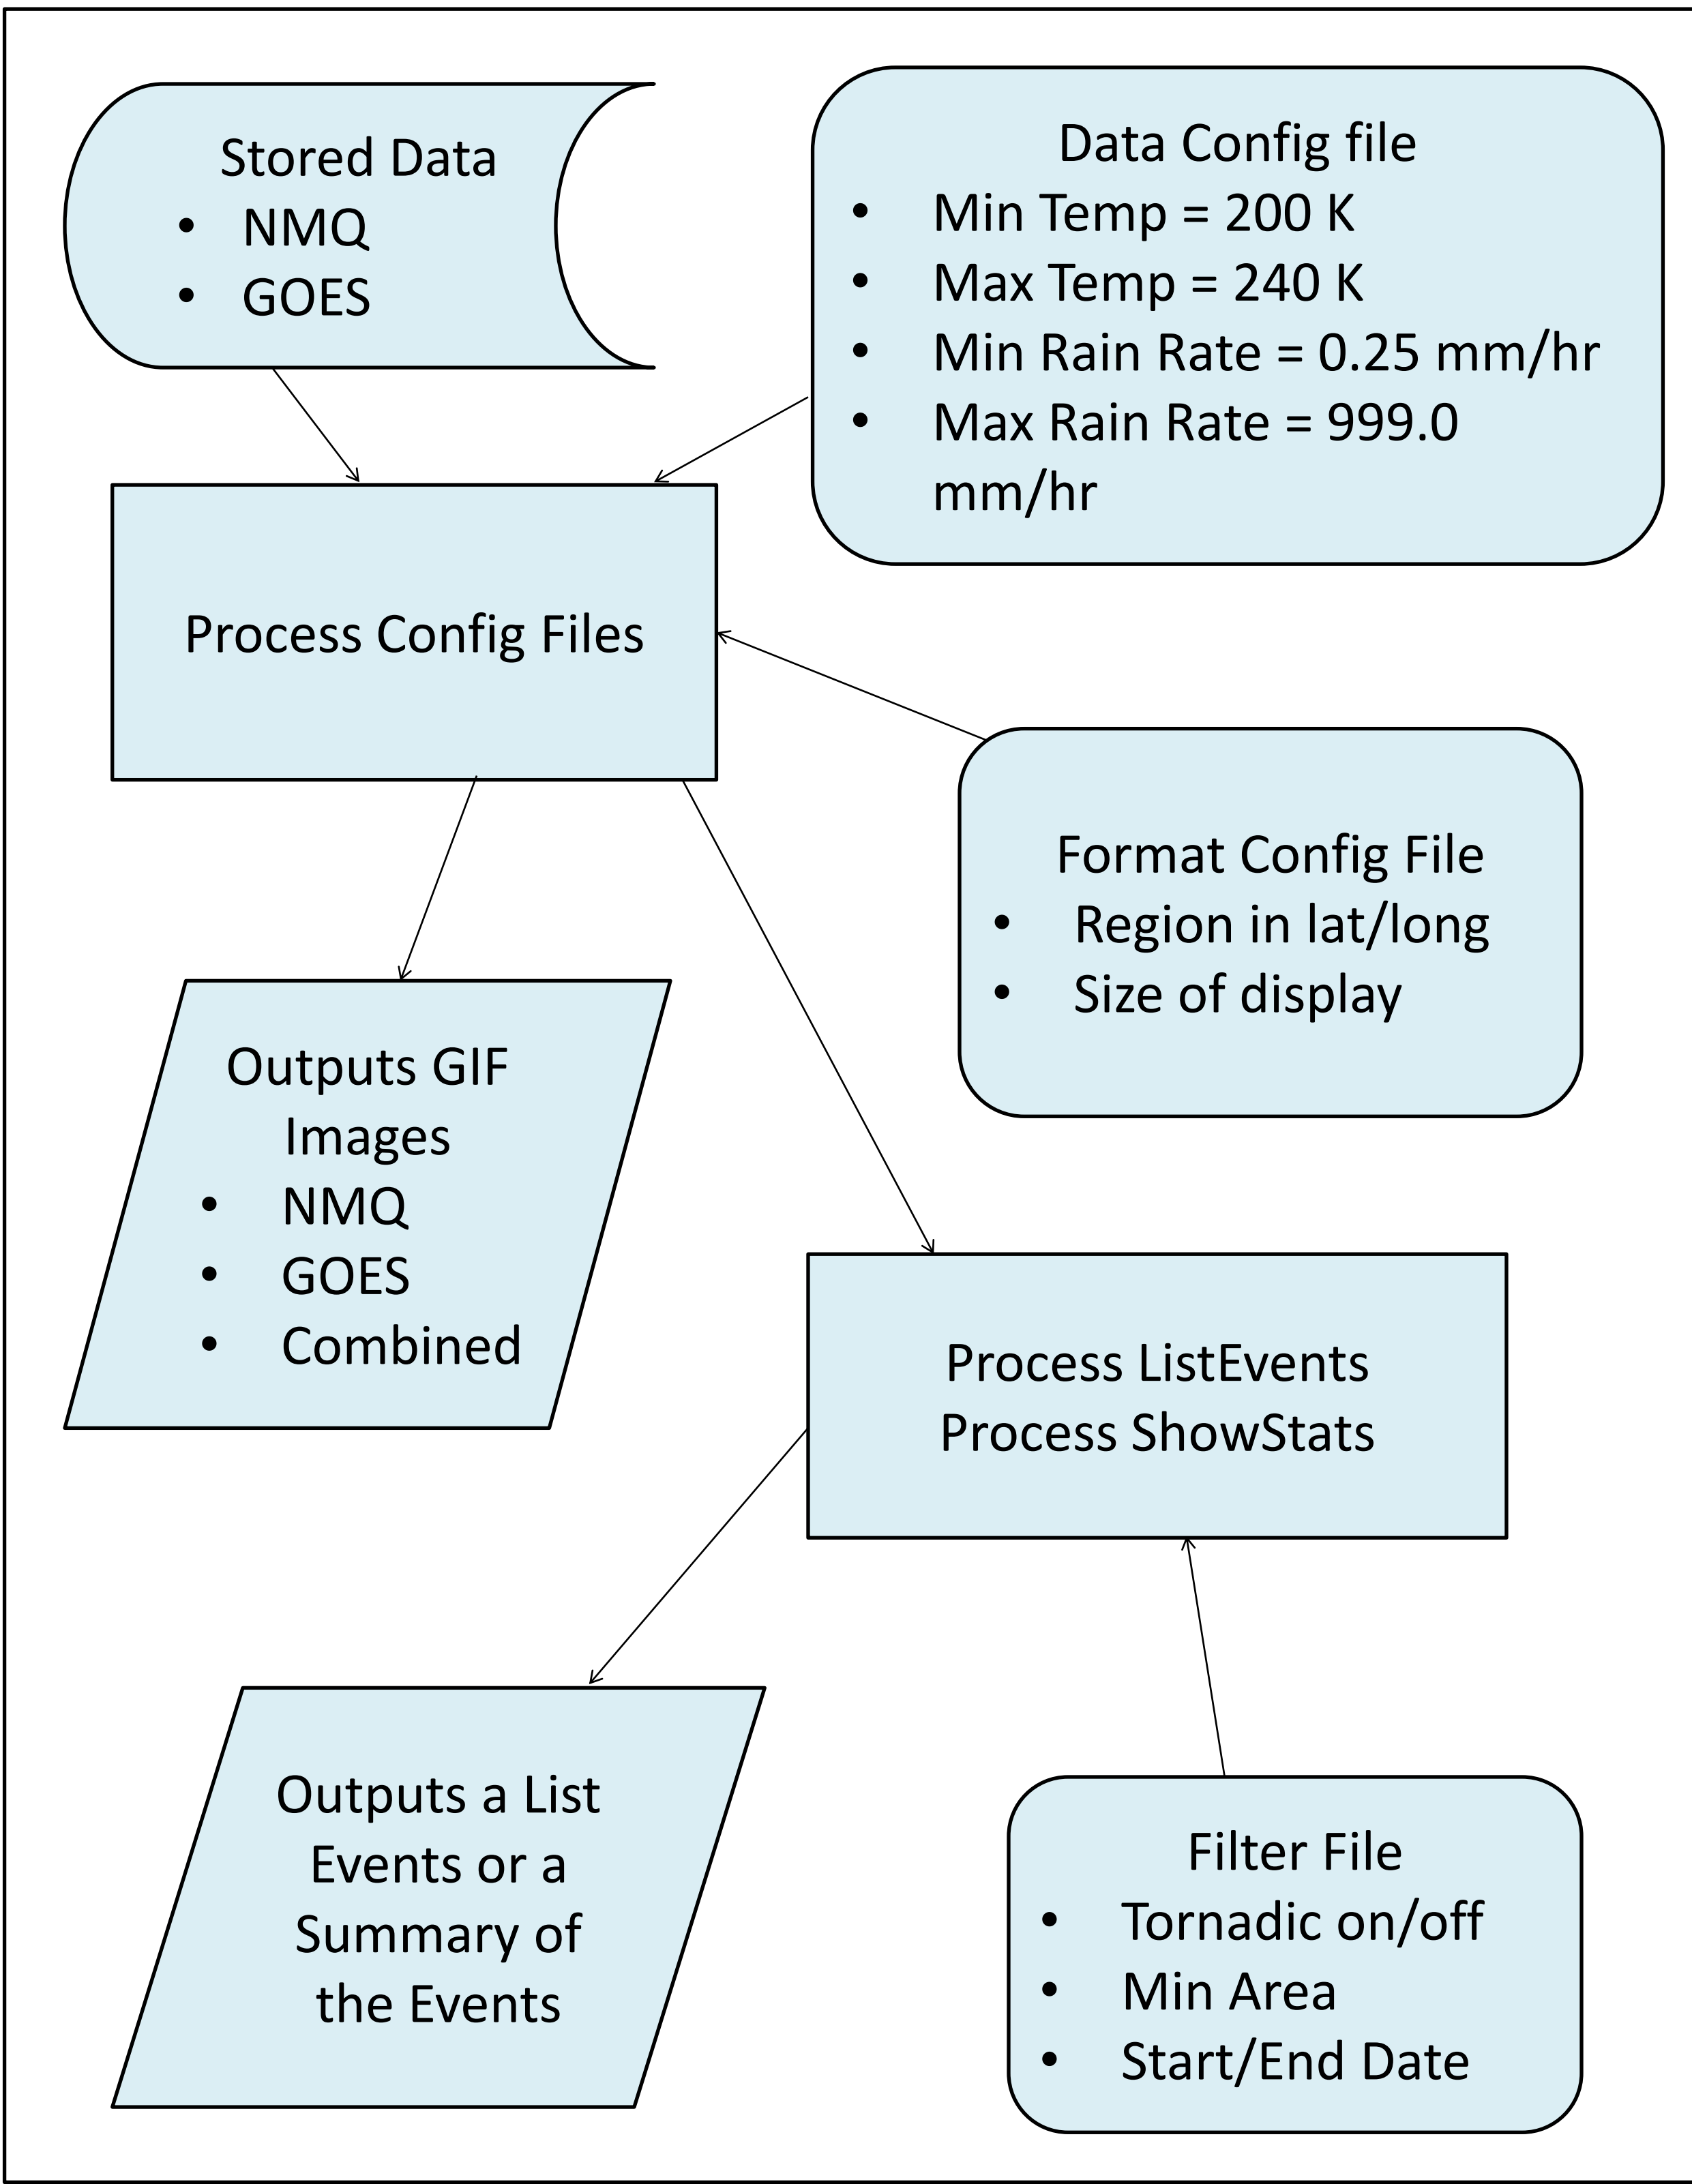 Stored Data
• NMQ
• GOES
Data Config file
• Min Temp = 200 K
• Max Temp = 240 K
• Min Rain Rate = 0.25 mm/hr
• Max Rain Rate = 999.0
mm/hr
Process Config Files
Format Config File
• Region in lat/long
• Size of display
Outputs GIF
Images
• NMQ
• GOES
• Combined
Process ListEvents
Process ShowStats
Outputs a List
Events or a
Summary of
the Events
Filter File
• Tornadic on/off
• Min Area
• Start/End Date